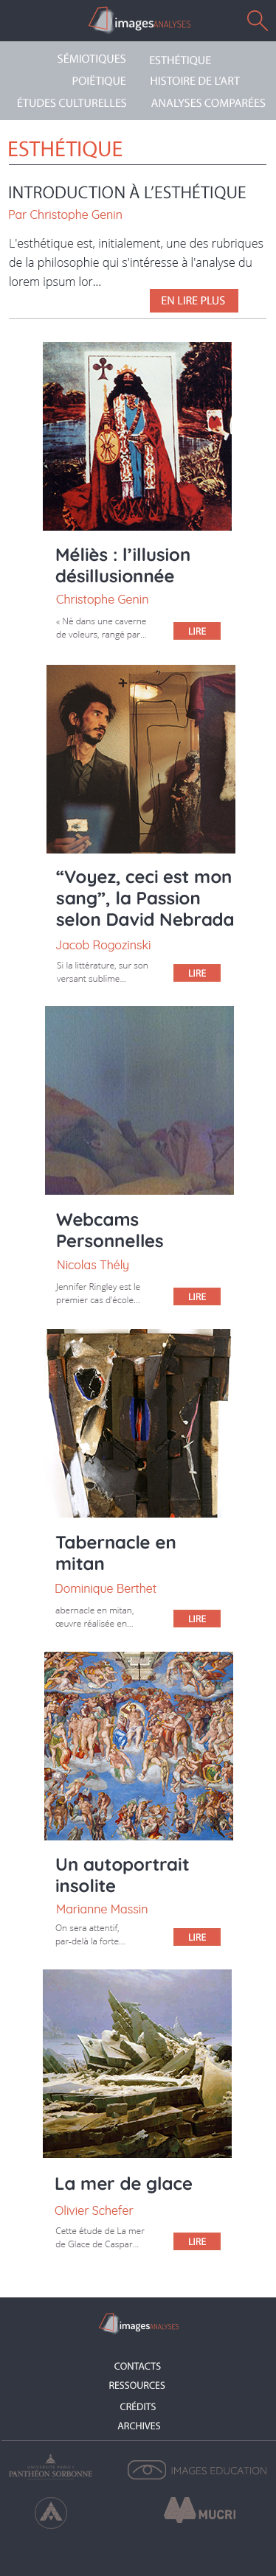 imagesANALYSES
SÉMIOTIQUES
ESTHÉTIQUE
POIËTIQUE
HISTOIRE DE L'ART
ÉTUDES CULTURELLES
ANALYSES COMPARÉES
ESTHÉTIQUE
INTRODUCTION À L'ESTHÉTIQUE
Par Christophe Genin
L'esthétique est, initialement, une des rubriques
de la philosophie qui s'intéresse à l'analyse du
lorem ipsum lor...
EN LIRE PLUS
Méliès : l'illusion
désillusionnée
Christophe Genin
« Né dans une caverne
de voleurs, rangé par...
LIRE
“Voyez, ceci est mon
sang”, la Passion
selon David Nebrada
Jacob Rogozinski
Si la littérature, sur son
versant sublime...
LIRE
Webcams
Personnelles
Nicolas Thély
Jennifer Ringley est le
premier cas d'école...
LIRE
Tabernacle en
mitan
Dominique Berthet
abernacle en mitan,
œuvre réalisée en...
LIRE
Un autoportrait
insolite
Marianne Massin
On sera attentif,
par-delà la forte...
LIRE
La mer de glace
Olivier Schefer
Cette étude de La mer
de Glace de Caspar...
LIRE
imagesANALYSES
CONTACTS
RESSOURCES
CRÉDITS
ARCHIVES
UNIVERSITÉ PARIS 1
PANTHÉON SORBONNE
IMAGES EDUCATION
MUCRI